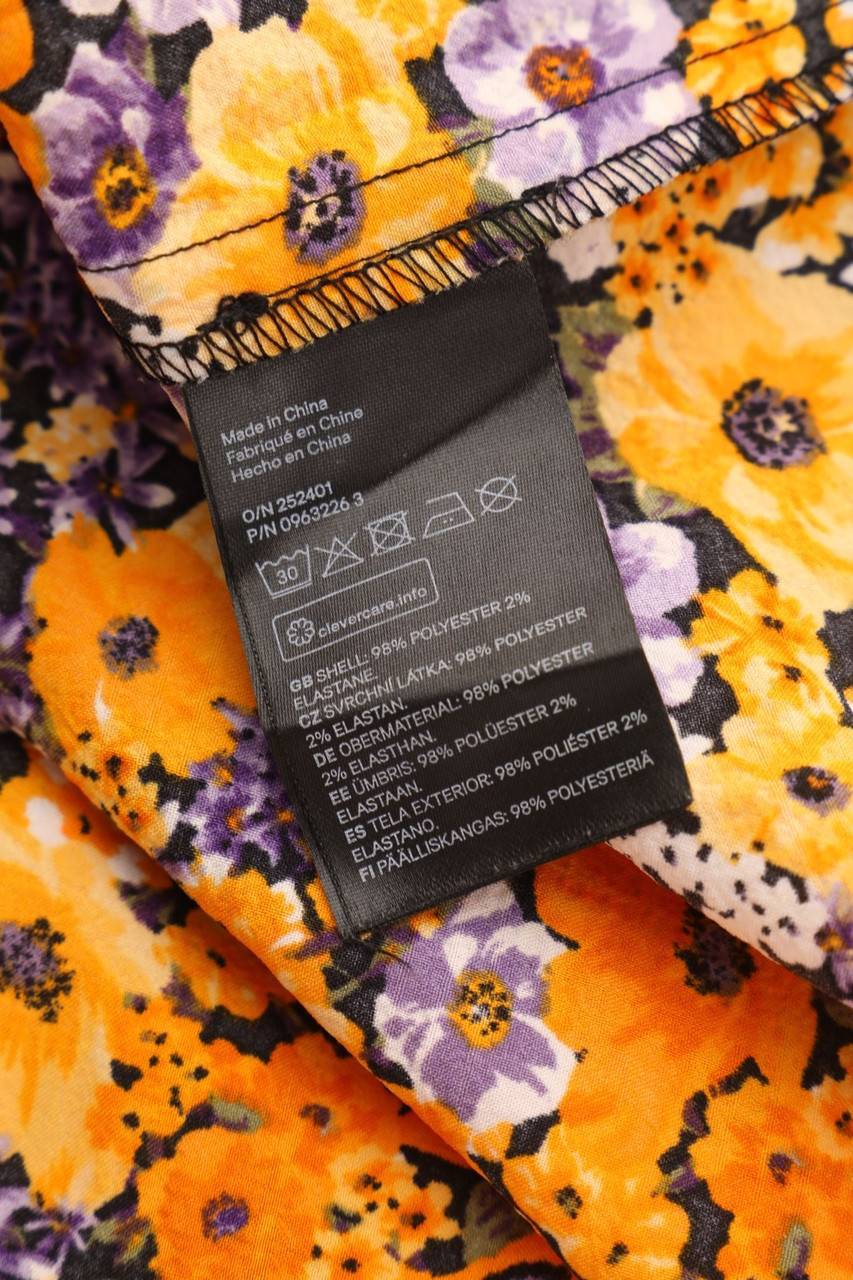 Made in China
Fabriqué en Chine
Hecho en China
O/N 252401
P/N 0963226 3
30
clevercare.info
GB SHELL: 98% POLYESTER 2%
ELASTANE.
CZ SVRCHNÍ LÁTKA: 98% POLYESTER
2% ELASTAN.
DE OBERMATERIAL: 98% POLYESTER
2% ELASTHAN.
EE ÜMBRIS: 98% POLÜESTER 2%
ELASTAAN.
ES TELA EXTERIOR: 98% POLIÉSTER 2%
ELASTANO.
FI PÄÄLLISKANGAS: 98% POLYESTERIÄ